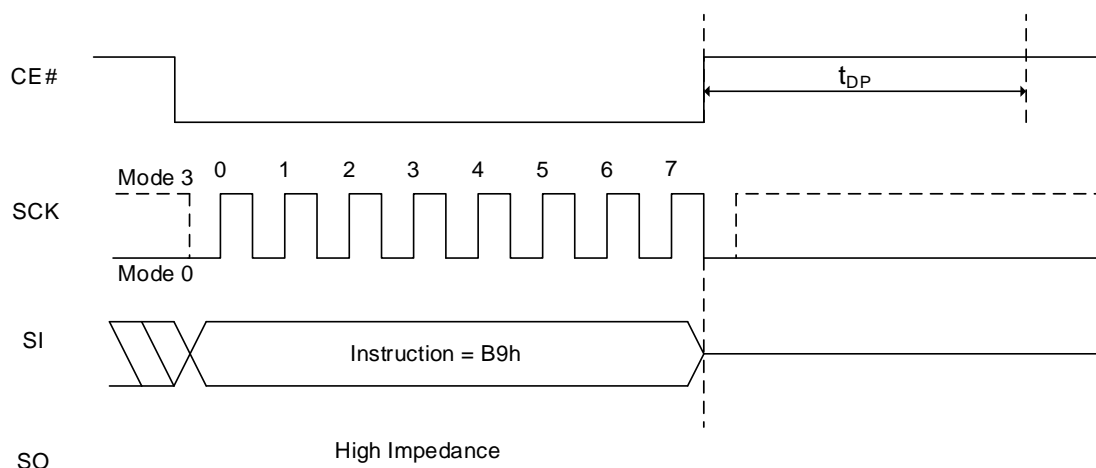 CE#
tDP
0 1 2 3 4 5 6 7
Mode 3
SCK
Mode 0
SI
Instruction = B9h
High Impedance
SO